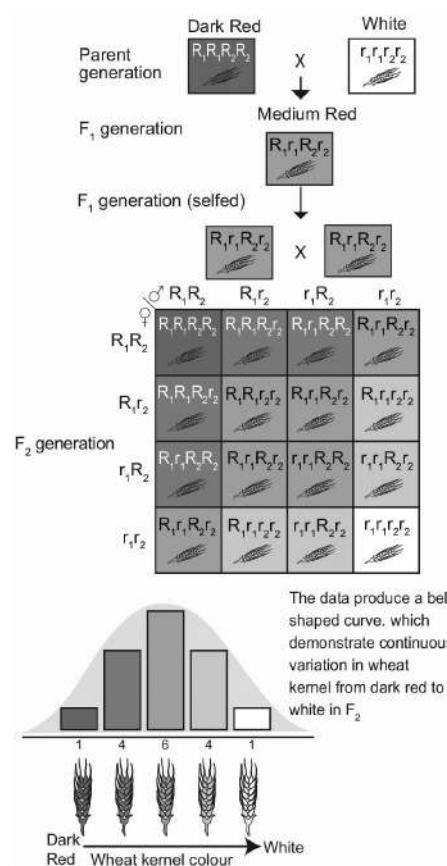 Dark Red White
Parent generation R₁R₁R₂R₂ X r₁r₁r₂r₂
Medium Red
F₁ generation R₁r₁R₂r₂
F₁ generation (selfed)
R₁r₁R₂r₂ X R₁r₁R₂r₂
♂ R₁R₂ R₁r₂ r₁R₂ r₁r₂
♀
R₁R₂ R₁R₁R₂R₂ R₁R₁R₂r₂ R₁r₁R₂R₂ R₁r₁R₂r₂
R₁r₂ R₁R₁R₂r₂ R₁R₁r₂r₂ R₁r₁R₂r₂ R₁r₁r₂r₂
F₂ generation
r₁R₂ R₁r₁R₂R₂ R₁r₁R₂r₂ r₁r₁R₂R₂ r₁r₁R₂r₂
r₁r₂ R₁r₁R₂r₂ R₁r₁r₂r₂ r₁r₁R₂r₂ r₁r₁r₂r₂
The data produce a bel
shaped curve. which
demonstrate continuous
variation in wheat
kernel from dark red to
white in F₂
1 4 6 4 1
Dark
Red Wheat kernel colour White